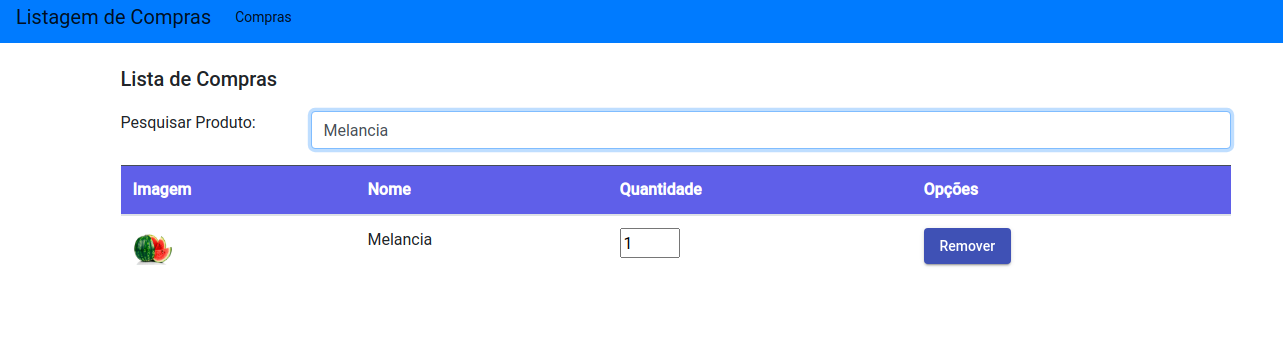 Listagem de Compras Compras
Lista de Compras
Pesquisar Produto: Melancia
Imagem Nome Quantidade Opções
Melancia 1 Remover